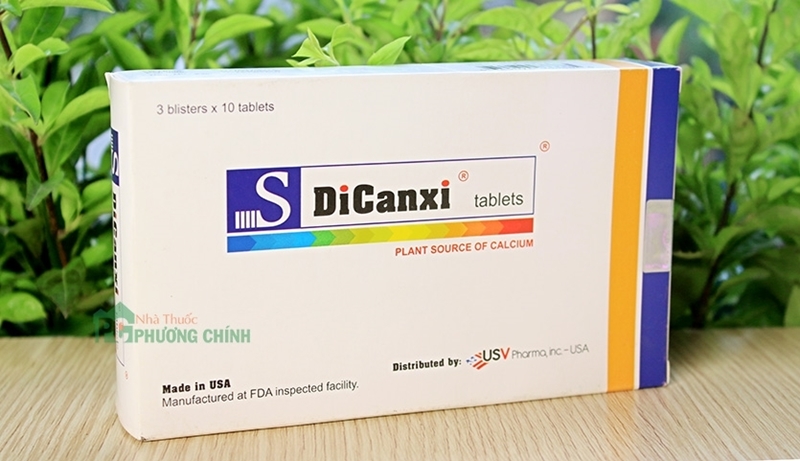 3 blisters x 10 tablets
S DiCanxi ® tablets ®
PLANT SOURCE OF CALCIUM
DiCanxi
Nhà Thuốc
PHƯƠNG CHÍNH
Distributed by: USV Pharma, inc - USA
Made in USA
Manufactured at FDA inspected facility.